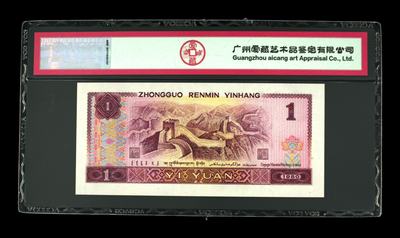 广州爱藏艺术品鉴定有限公司
Guangzhou aicang art Appraisal Co., Ltd.
ZHONGGUO RENMIN YINHANG
1
1
1
YI YUAN
1980